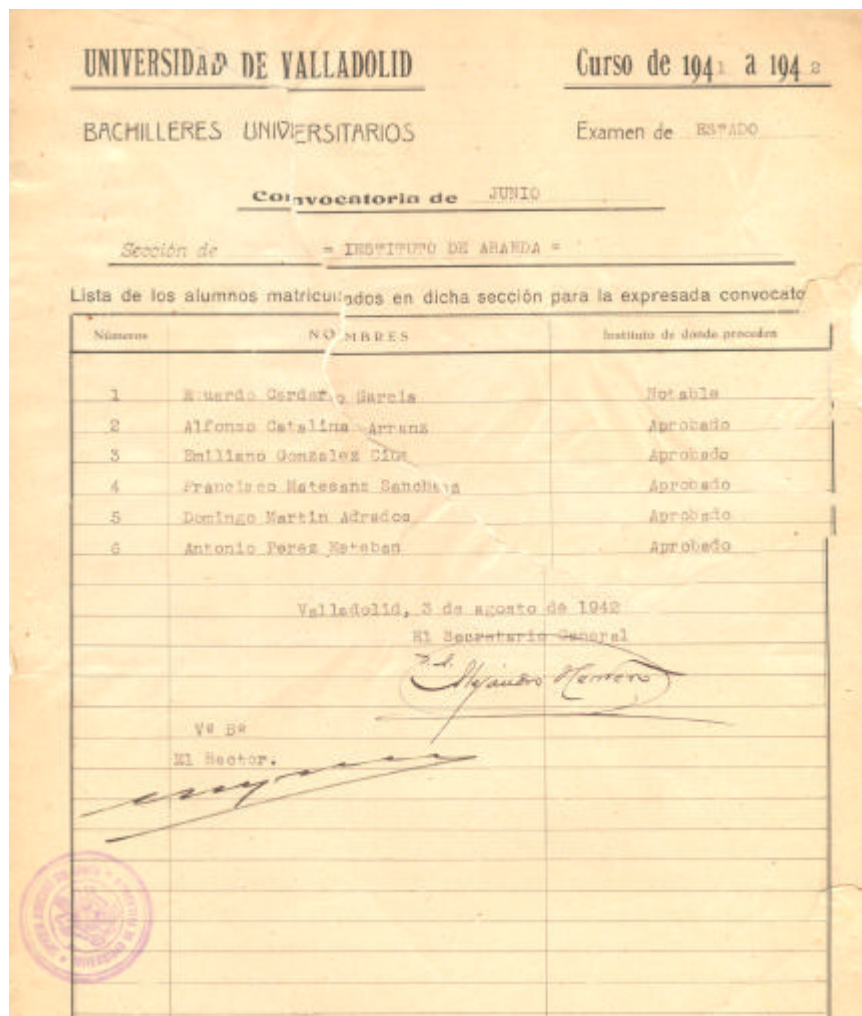 UNIVERSIDAD DE VALLADOLID
Curso de 1941 a 1942
BACHILLERES UNIVERSITARIOS
Examen de ESTADO
Convocatoria de JUNIO
Sección de = INSTITUTO DE ARANDA =
Lista de los alumnos matriculados en dicha sección para la expresada convocato
Números NOMBRES Instituto de donde proceden
1 Eduardo García Notable
2 Alfonso Catalina Arranz Aprobado
3 Emiliano Gonzalez Aprobado
4 Francisco Matesanz Aprobado
5 Domingo Martin Adrados Aprobado
6 Antonio Perez Esteban Aprobado
Valladolid, 3 de agosto de 1942
El Secretario General
Alejandro Herrero
Vº Bº
El Rector.